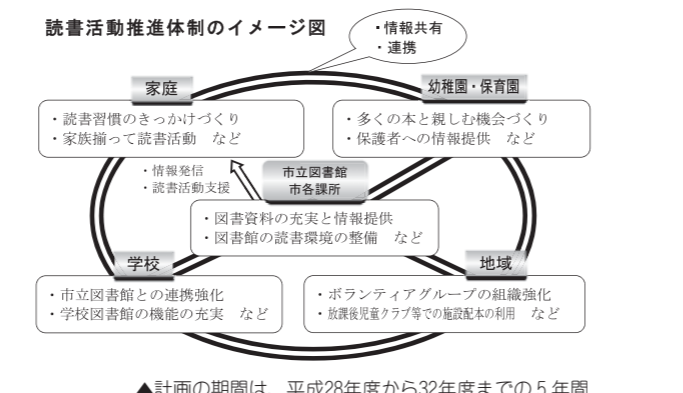 読書活動推進体制のイメージ図
・情報共有
・連携
家庭
・読書習慣のきっかけづくり
・家族揃って読書活動　など
幼稚園・保育園
・多くの本と親しむ機会づくり
・保護者への情報提供　など
・情報発信
・読書活動支援
市立図書館
市各課所
・図書資料の充実と情報提供
・図書館の読書環境の整備　など
学校
・市立図書館との連携強化
・学校図書館の機能の充実　など
地域
・ボランティアグループの組織強化
・放課後児童クラブ等での施設配本の利用　など
▲計画の期間は、平成28年度から32年度までの５年間